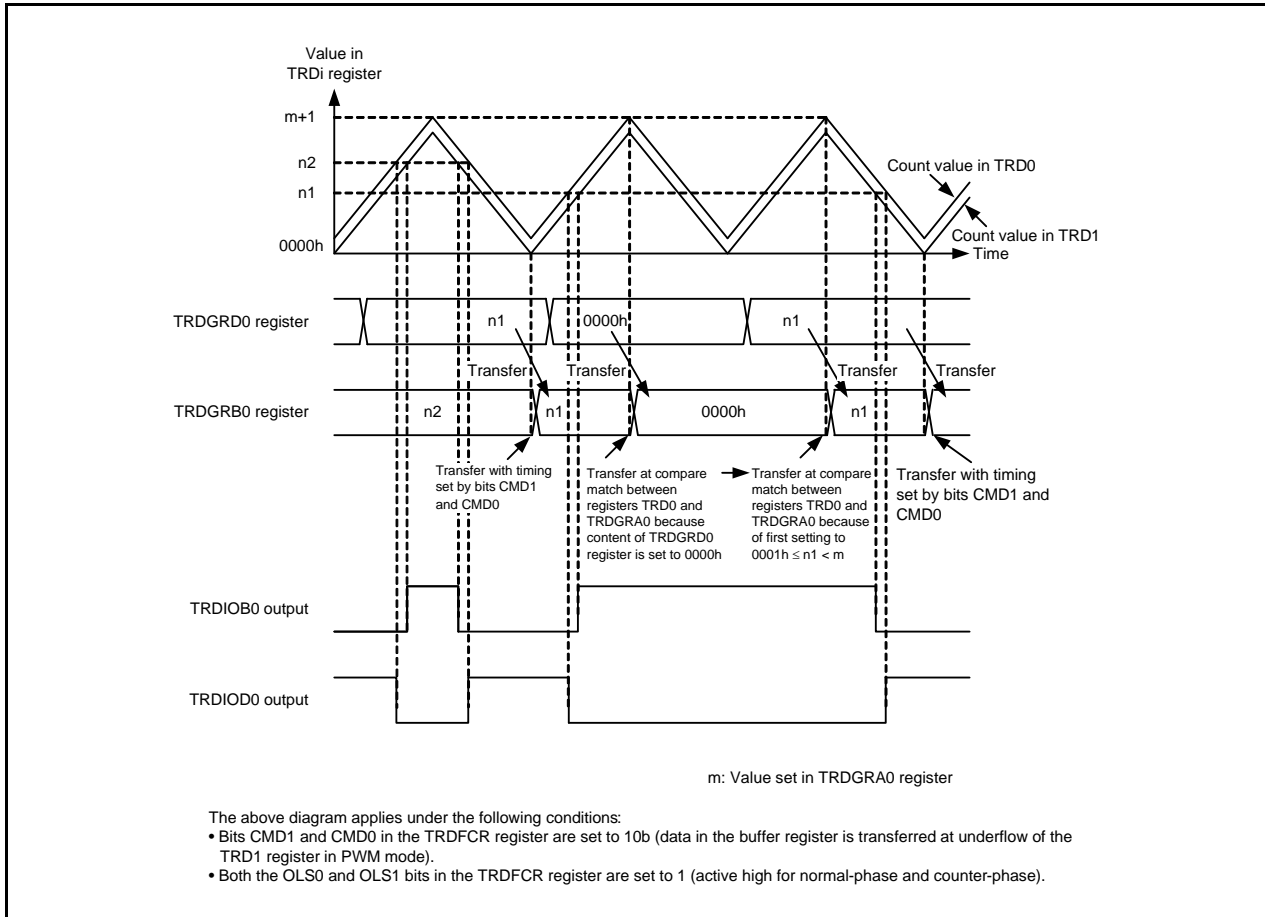 Value in
TRDi register
m+1
n2
n1
0000h
Count value in TRD0
Count value in TRD1
Time
TRDGRD0 register
n1
0000h
n1
Transfer
Transfer
Transfer
Transfer
TRDGRB0 register
n2
n1
0000h
n1
Transfer with timing
set by bits CMD1
and CMD0
Transfer at compare
match between
registers TRD0 and
TRDGRA0 because
content of TRDGRD0
register is set to 0000h
Transfer at compare
match between
registers TRD0 and
TRDGRA0 because
of first setting to
0001h ≤ n1 < m
Transfer with timing
set by bits CMD1 and
CMD0
TRDIOB0 output
TRDIOD0 output
m: Value set in TRDGRA0 register
The above diagram applies under the following conditions:
• Bits CMD1 and CMD0 in the TRDFCR register are set to 10b (data in the buffer register is transferred at underflow of the
TRD1 register in PWM mode).
• Both the OLS0 and OLS1 bits in the TRDFCR register are set to 1 (active high for normal-phase and counter-phase).